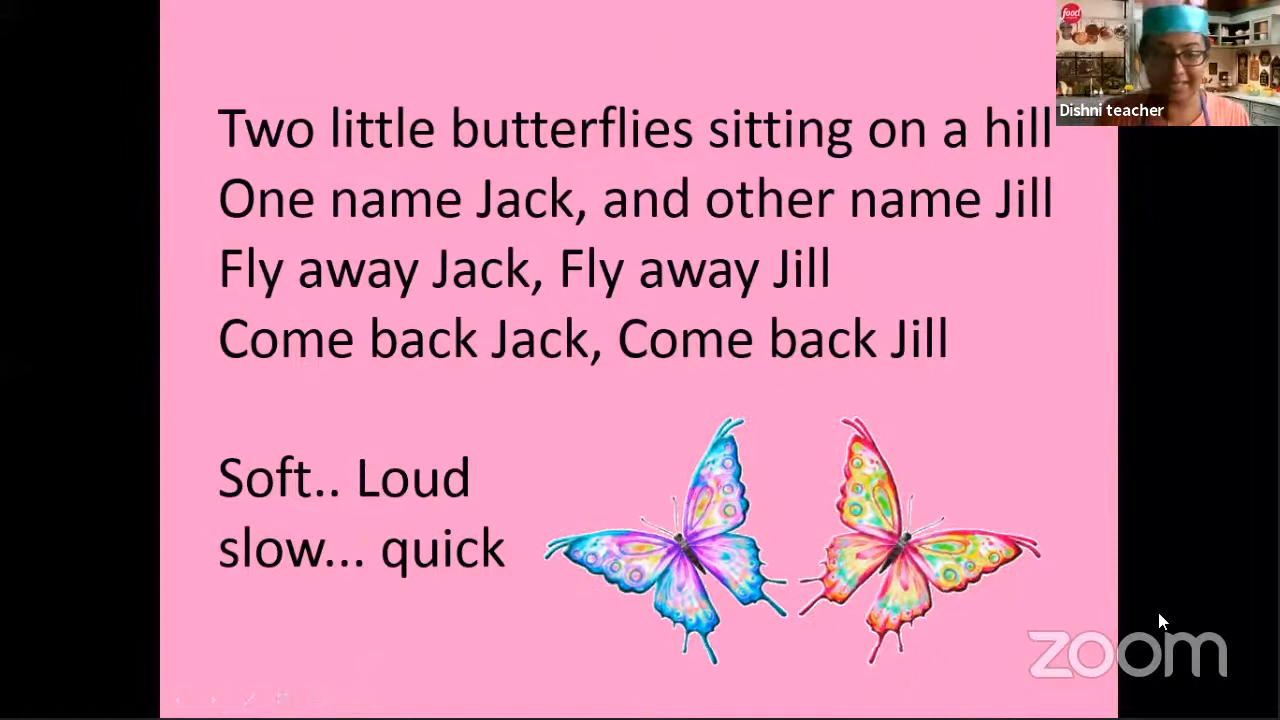 Two little butterflies sitting on a hill
One name Jack, and other name Jill
Fly away Jack, Fly away Jill
Come back Jack, Come back Jill
Soft.. Loud
slow... quick
food
Dishni teacher
zoom